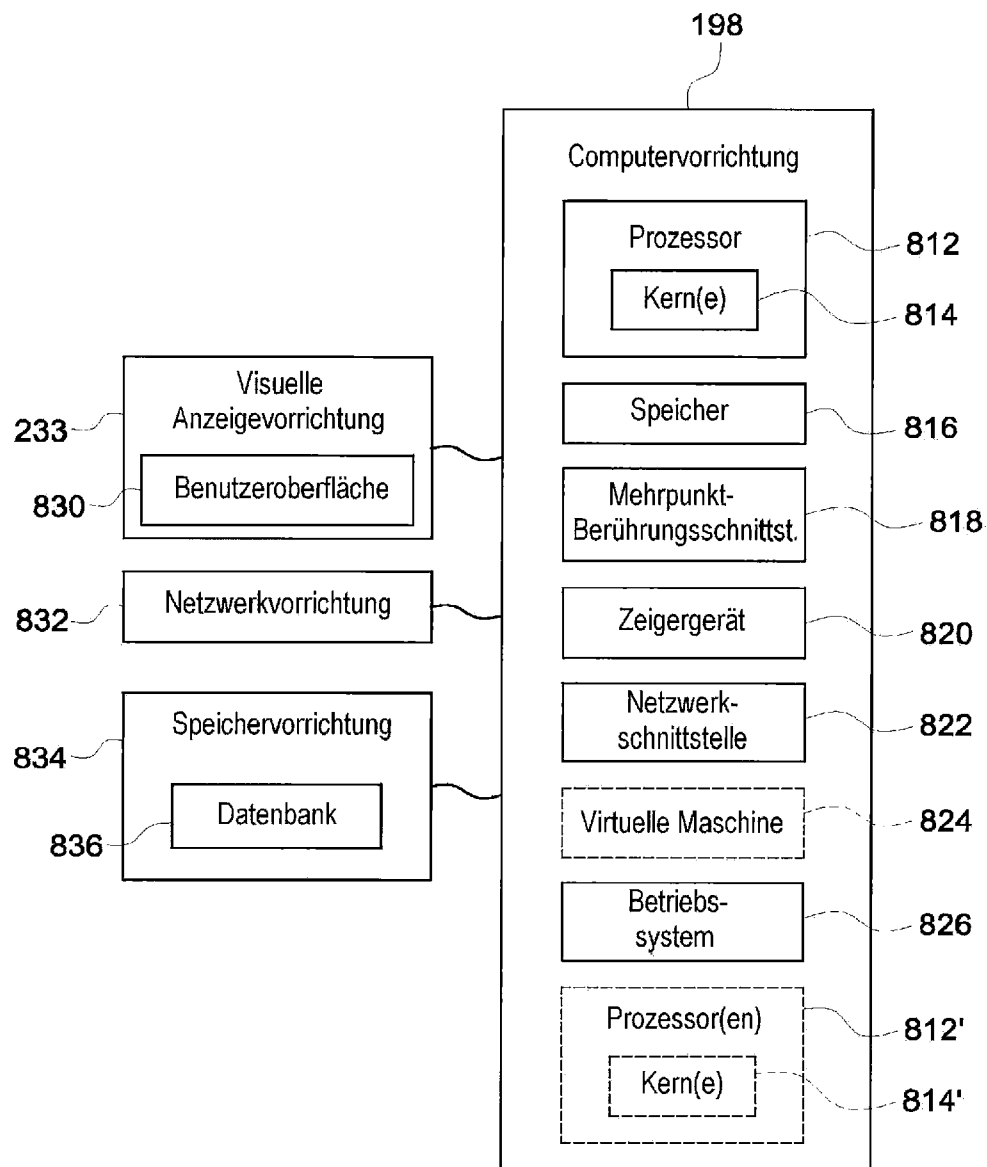 198
Computervorrichtung
Prozessor
812
Kern(e)
814
Visuelle
Anzeigevorrichtung
233
Benutzeroberfläche
830
Speicher
816
Mehrpunkt-
Berührungsschnittst.
818
Netzwerkvorrichtung
832
Zeigergerät
820
Speichervorrichtung
834
Datenbank
836
Netzwerk-
schnittstelle
822
Virtuelle Maschine
824
Betriebs-
system
826
Prozessor(en)
812'
Kern(e)
814'